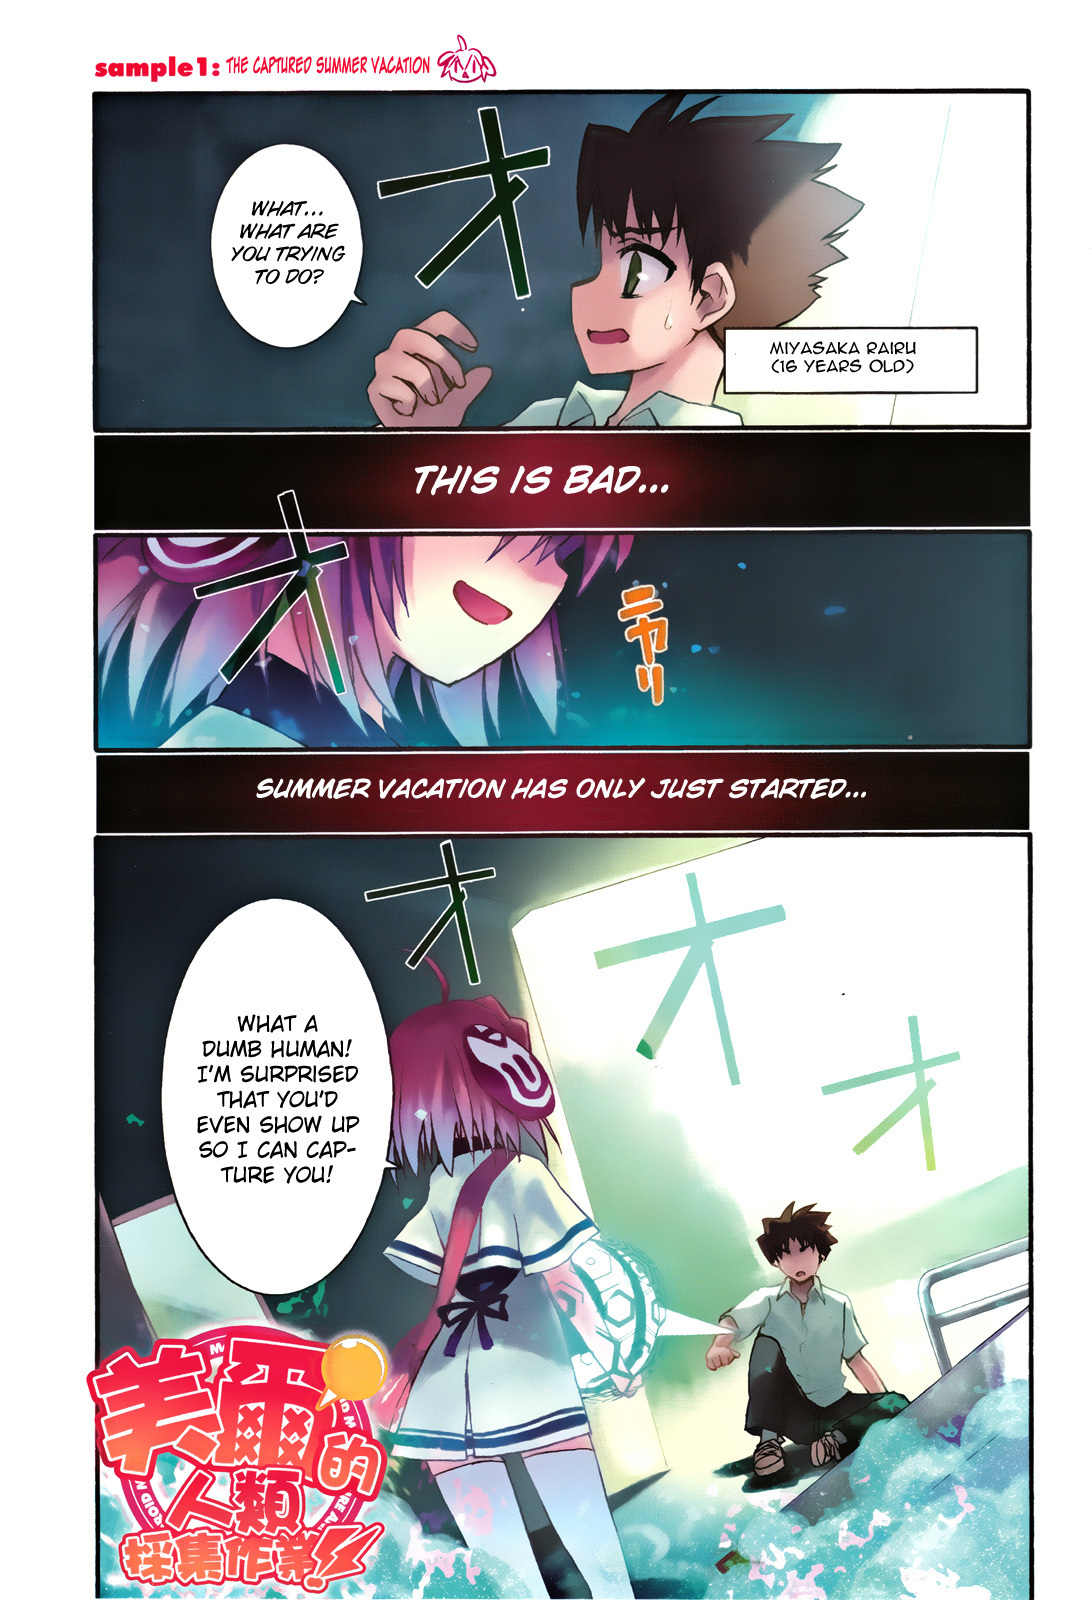 sample1: THE CAPTURED SUMMER VACATION
WHAT...
WHAT ARE
YOU TRYING
TO DO?
オ
MIYASAKA RAIRU
(16 YEARS OLD)
THIS IS BAD...
オ
ニヤリ
SUMMER VACATION HAS ONLY JUST STARTED...
オ
オ
オ
WHAT A
DUMB HUMAN!
I'M SURPRISED
THAT YOU'D
EVEN SHOW UP
SO I CAN CAP-
TURE YOU!
美爾的
人類
採集作業!